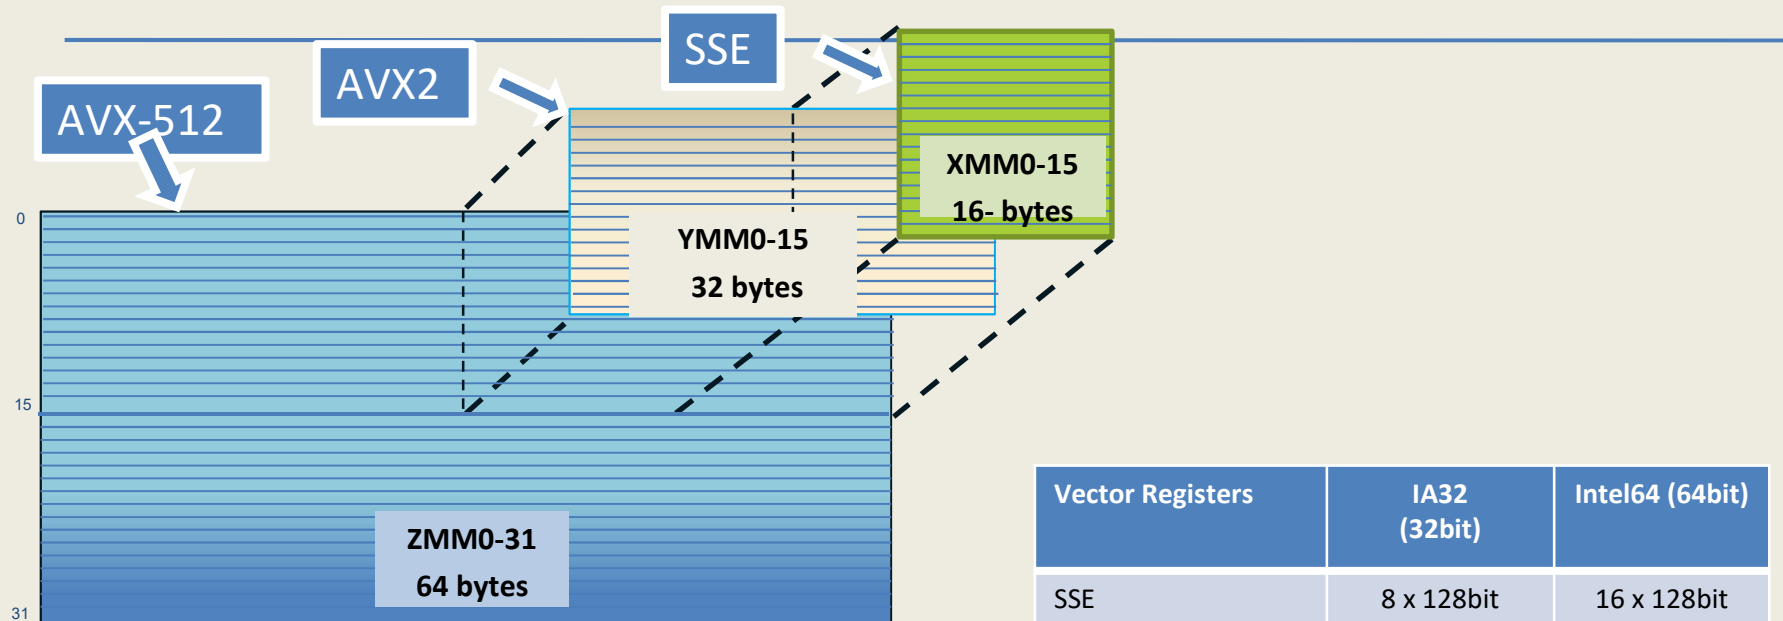 SSE
AVX2
AVX-512
XMM0-15
16- bytes
0
YMM0-15
32 bytes
15
Vector Registers
IA32
(32bit)
Intel64 (64bit)
ZMM0-31
64 bytes
SSE
8 x 128bit
16 x 128bit
31